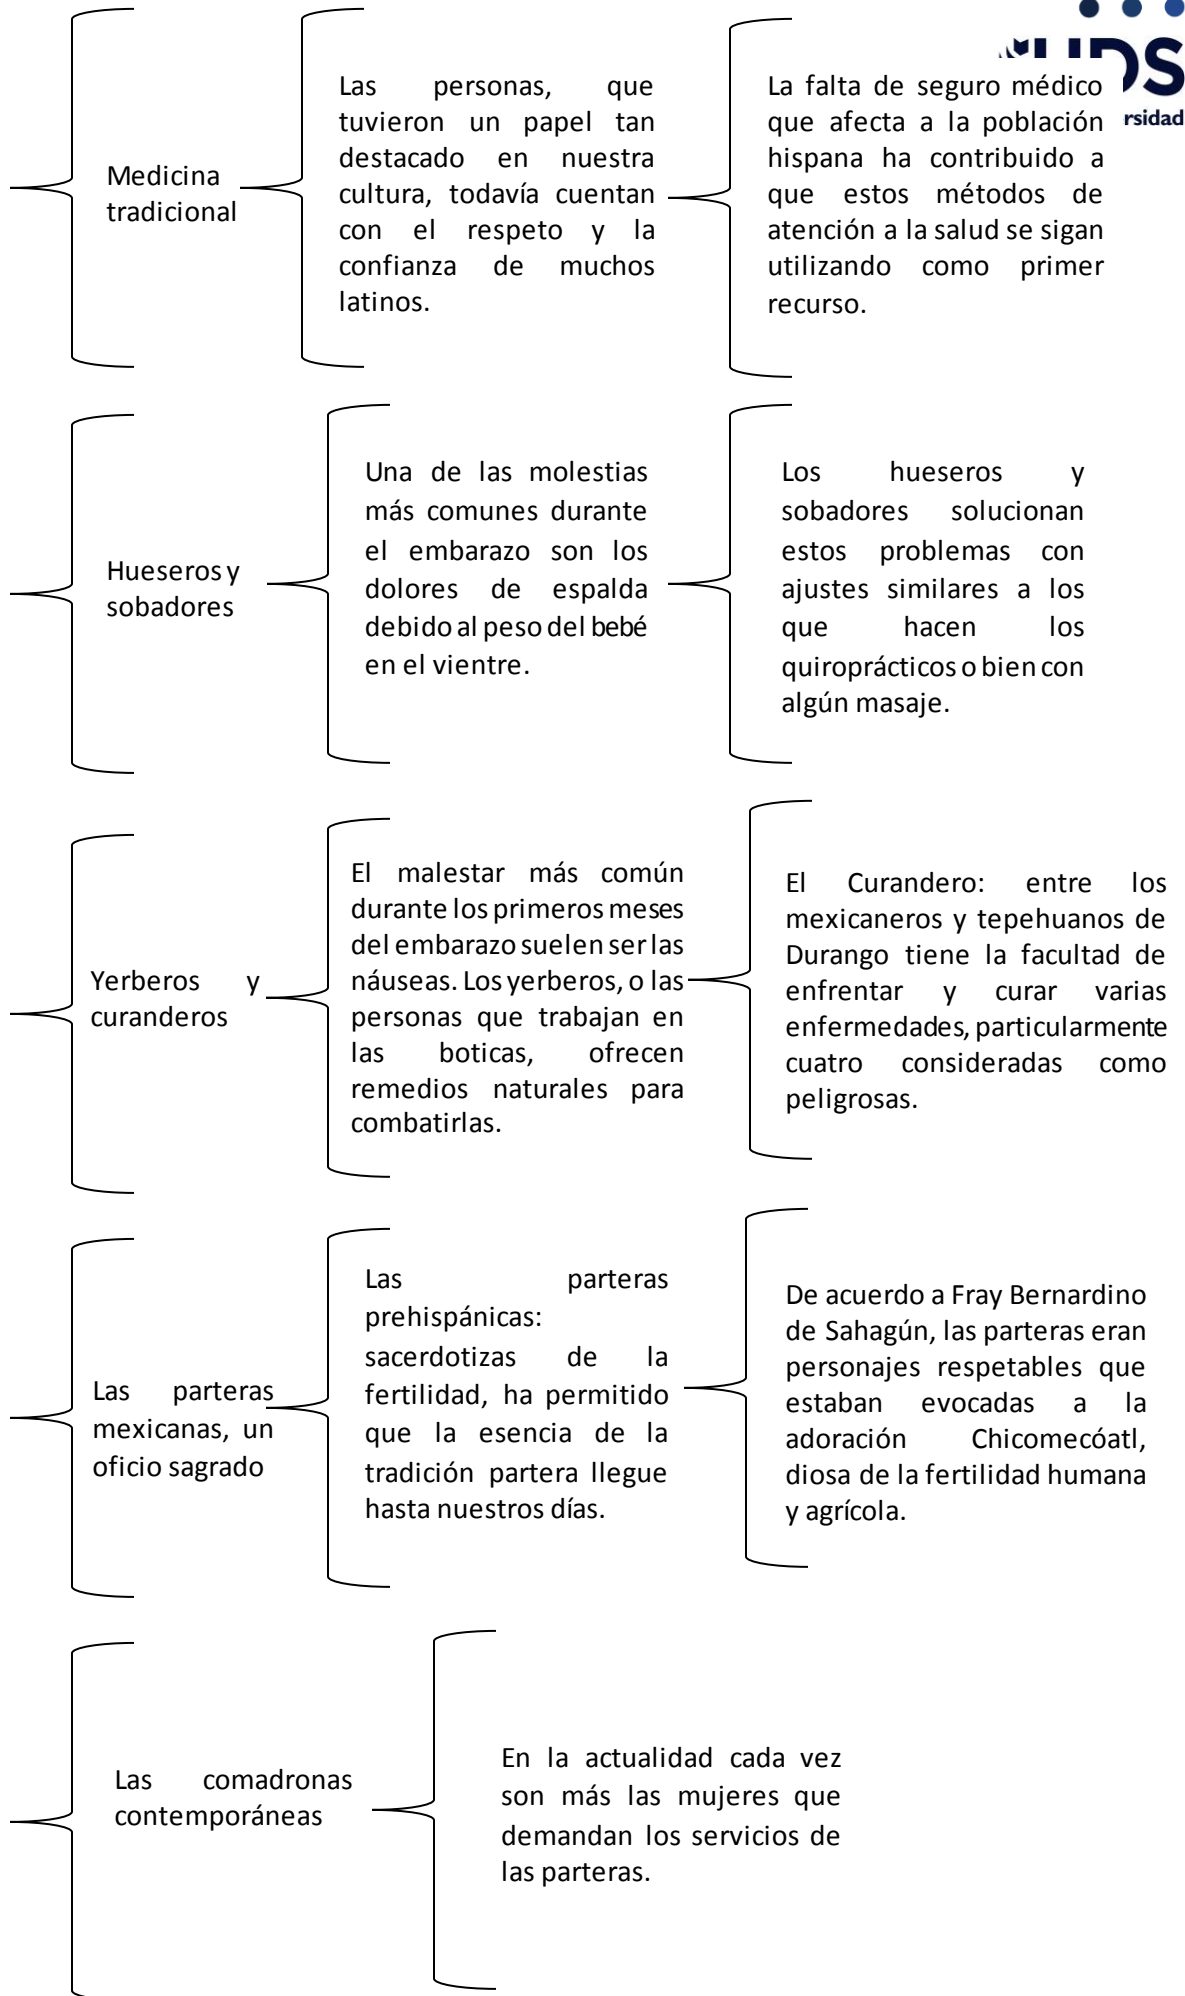 UDS
rsidad
Medicina
tradicional
Las personas, que
tuvieron un papel tan
destacado en nuestra
cultura, todavía cuentan
con el respeto y la
confianza de muchos
latinos.
La falta de seguro médico
que afecta a la población
hispana ha contribuido a
que estos métodos de
atención a la salud se sigan
utilizando como primer
recurso.
Hueseros y
sobadores
Una de las molestias
más comunes durante
el embarazo son los
dolores de espalda
debido al peso del bebé
en el vientre.
Los hueseros y
sobadores solucionan
estos problemas con
ajustes similares a los
que hacen los
quiroprácticos o bien con
algún masaje.
Yerberos y
curanderos
El malestar más común
durante los primeros meses
del embarazo suelen ser las
náuseas. Los yerberos, o las
personas que trabajan en
las boticas, ofrecen
remedios naturales para
combatirlas.
El Curandero: entre los
mexicaneros y tepehuanos de
Durango tiene la facultad de
enfrentar y curar varias
enfermedades, particularmente
cuatro consideradas como
peligrosas.
Las parteras
mexicanas, un
oficio sagrado
Las parteras
prehispánicas:
sacerdotizas de la
fertilidad, ha permitido
que la esencia de la
tradición partera llegue
hasta nuestros días.
De acuerdo a Fray Bernardino
de Sahagún, las parteras eran
personajes respetables que
estaban evocadas a la
adoración Chicomecóatl,
diosa de la fertilidad humana
y agrícola.
Las comadronas
contemporáneas
En la actualidad cada vez
son más las mujeres que
demandan los servicios de
las parteras.